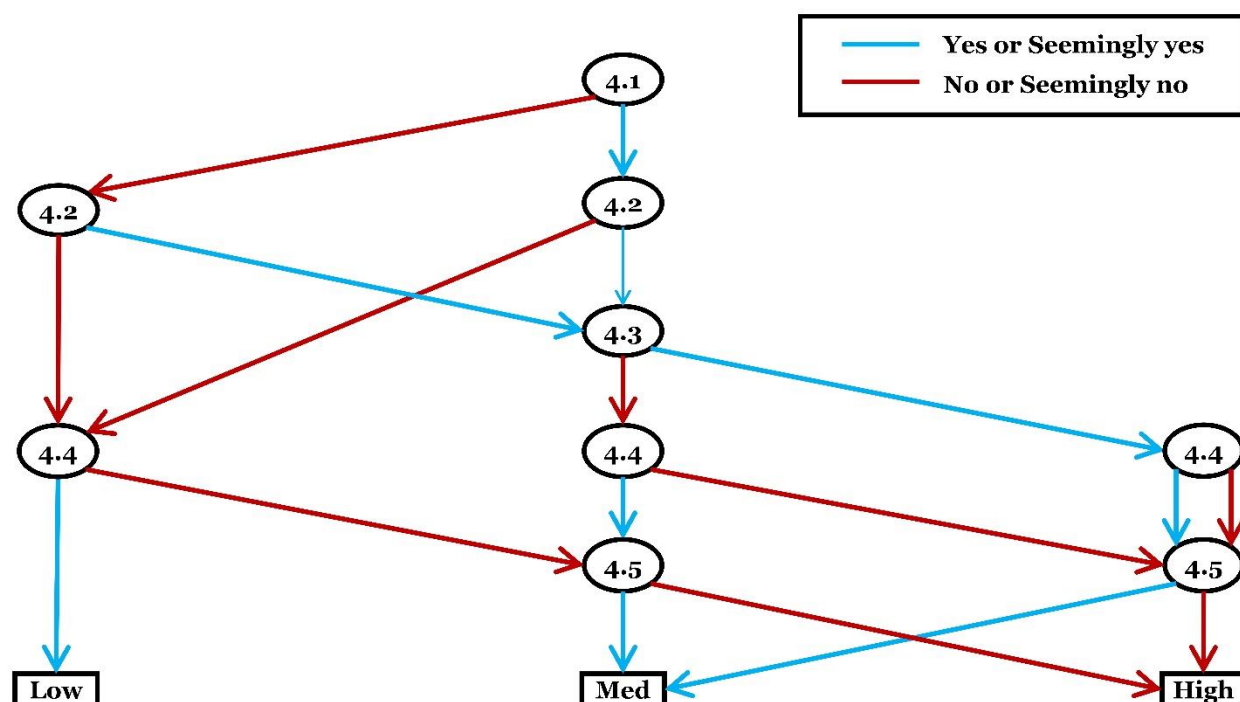 Yes or Seemingly yes
No or Seemingly no
4.1
4.2
4.2
4.3
4.4
4.4
4.4
4.5
4.5
Low
Med
High